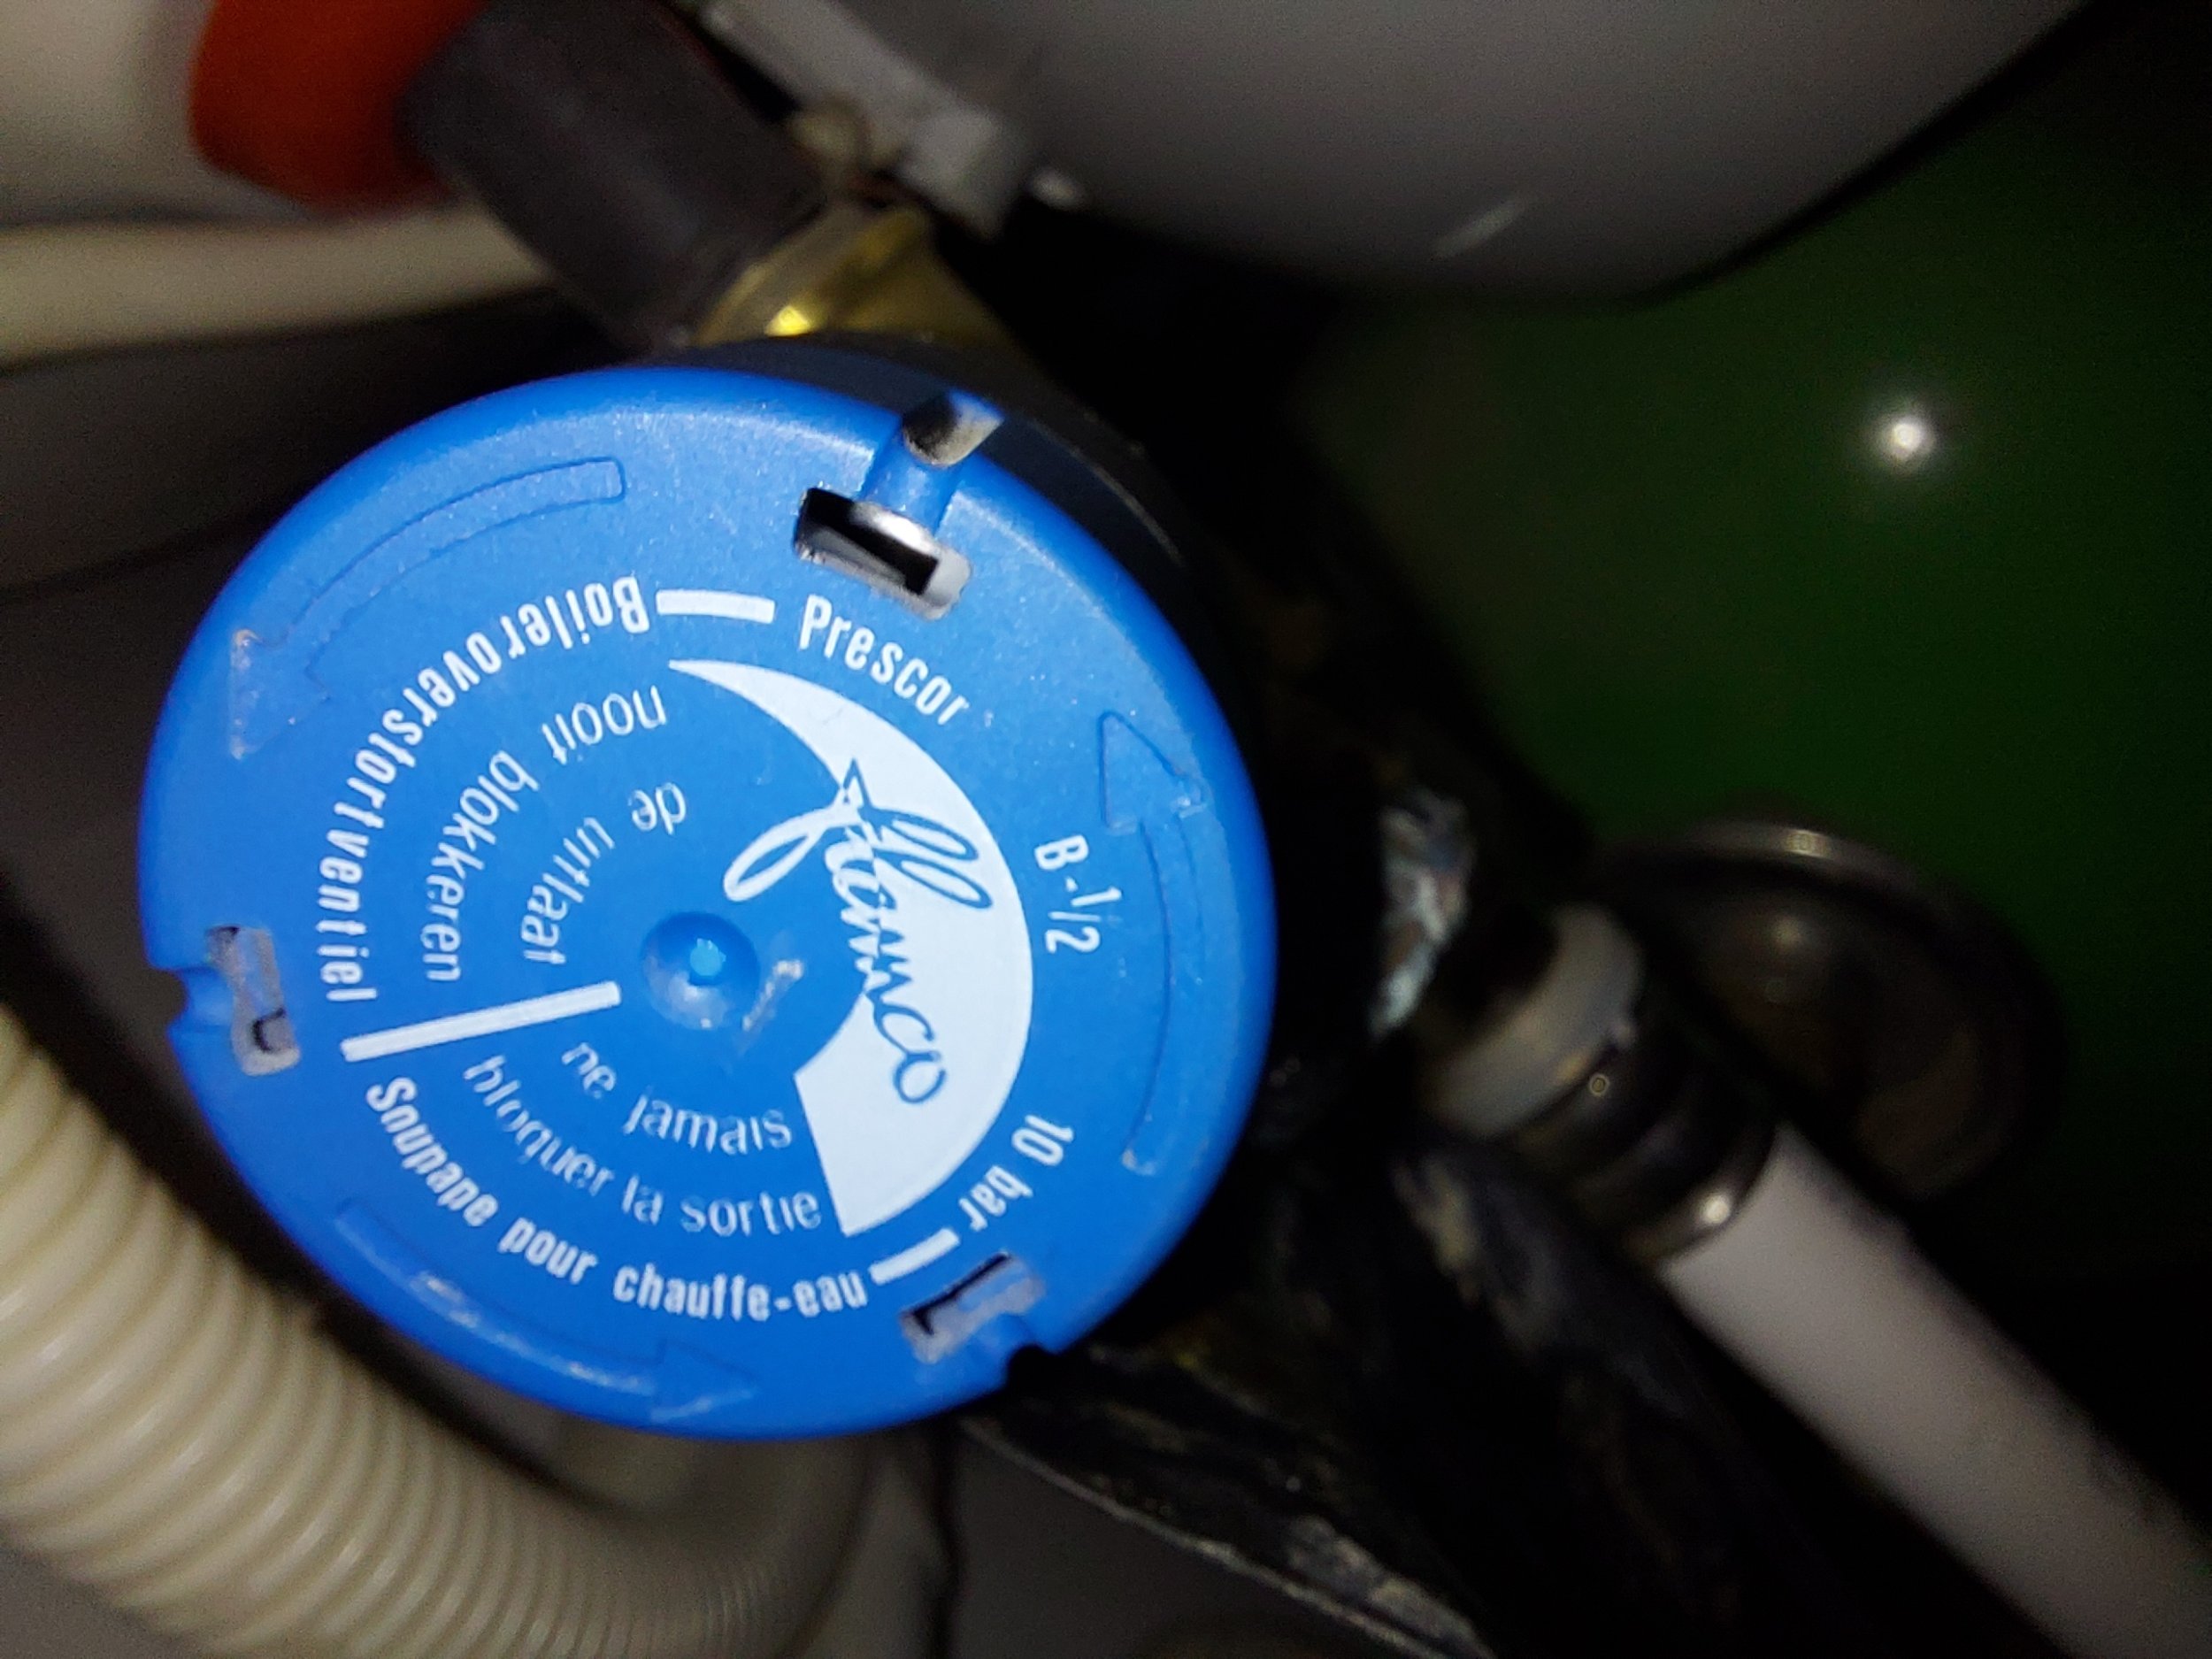 Prescor
B-1/2
10 bar
flamco
Boileroverstortventiel
nooit blokkeren
de uitlaat
Soupape pour chauffe-eau
ne jamais
bloquer la sortie